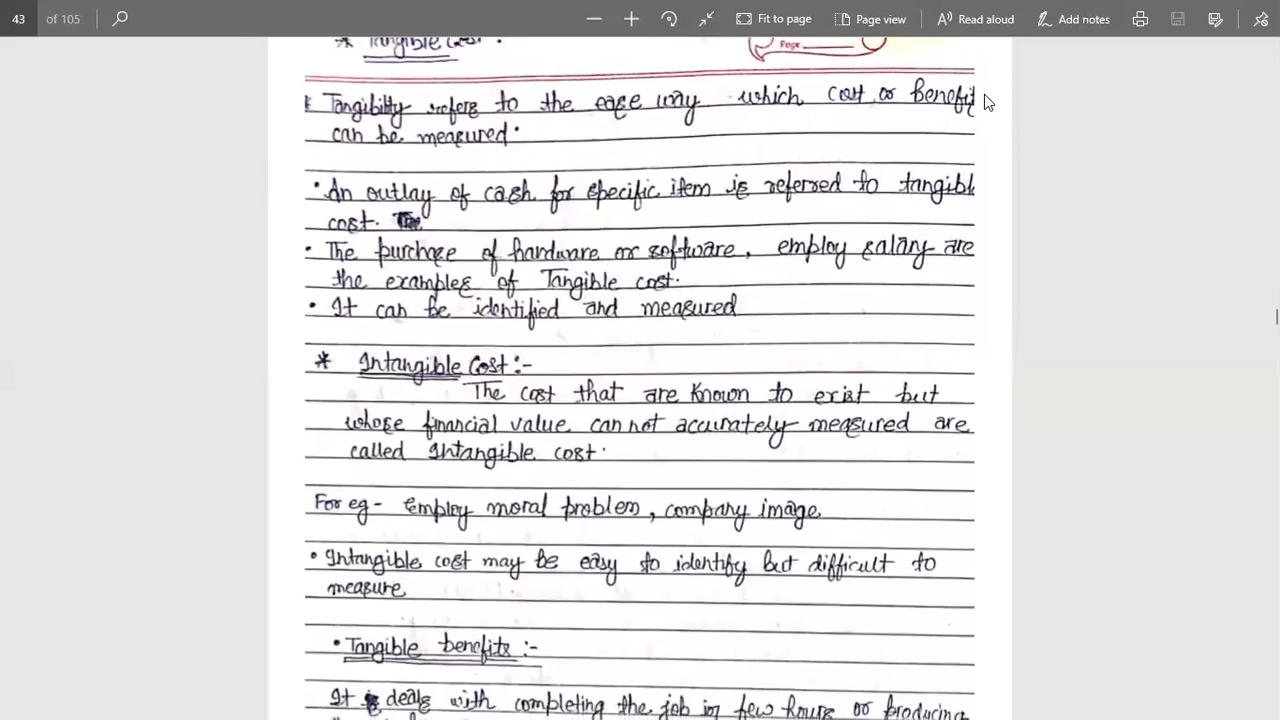 43 of 105 Fit to page Page view Read aloud Add notes
* Tangible Cost :
Page
Tangibility refers to the ease way which cost or benefit
can be measured.
• An outlay of cash for specific item is referred to tangibl
cost. The
• The purchase of hardware or software, employ salary are
the examples of Tangible cost.
• It can be identified and measured
* Intangible Cost :-
The cost that are known to exist but
whose financial value can not accurately measured are
called Intangible cost.
For eg - Employ moral problem, company image
• Intangible cost may be easy to identify but difficult to
measure
• Tangible benefits :-
It deals with completing the job in few hours or producing